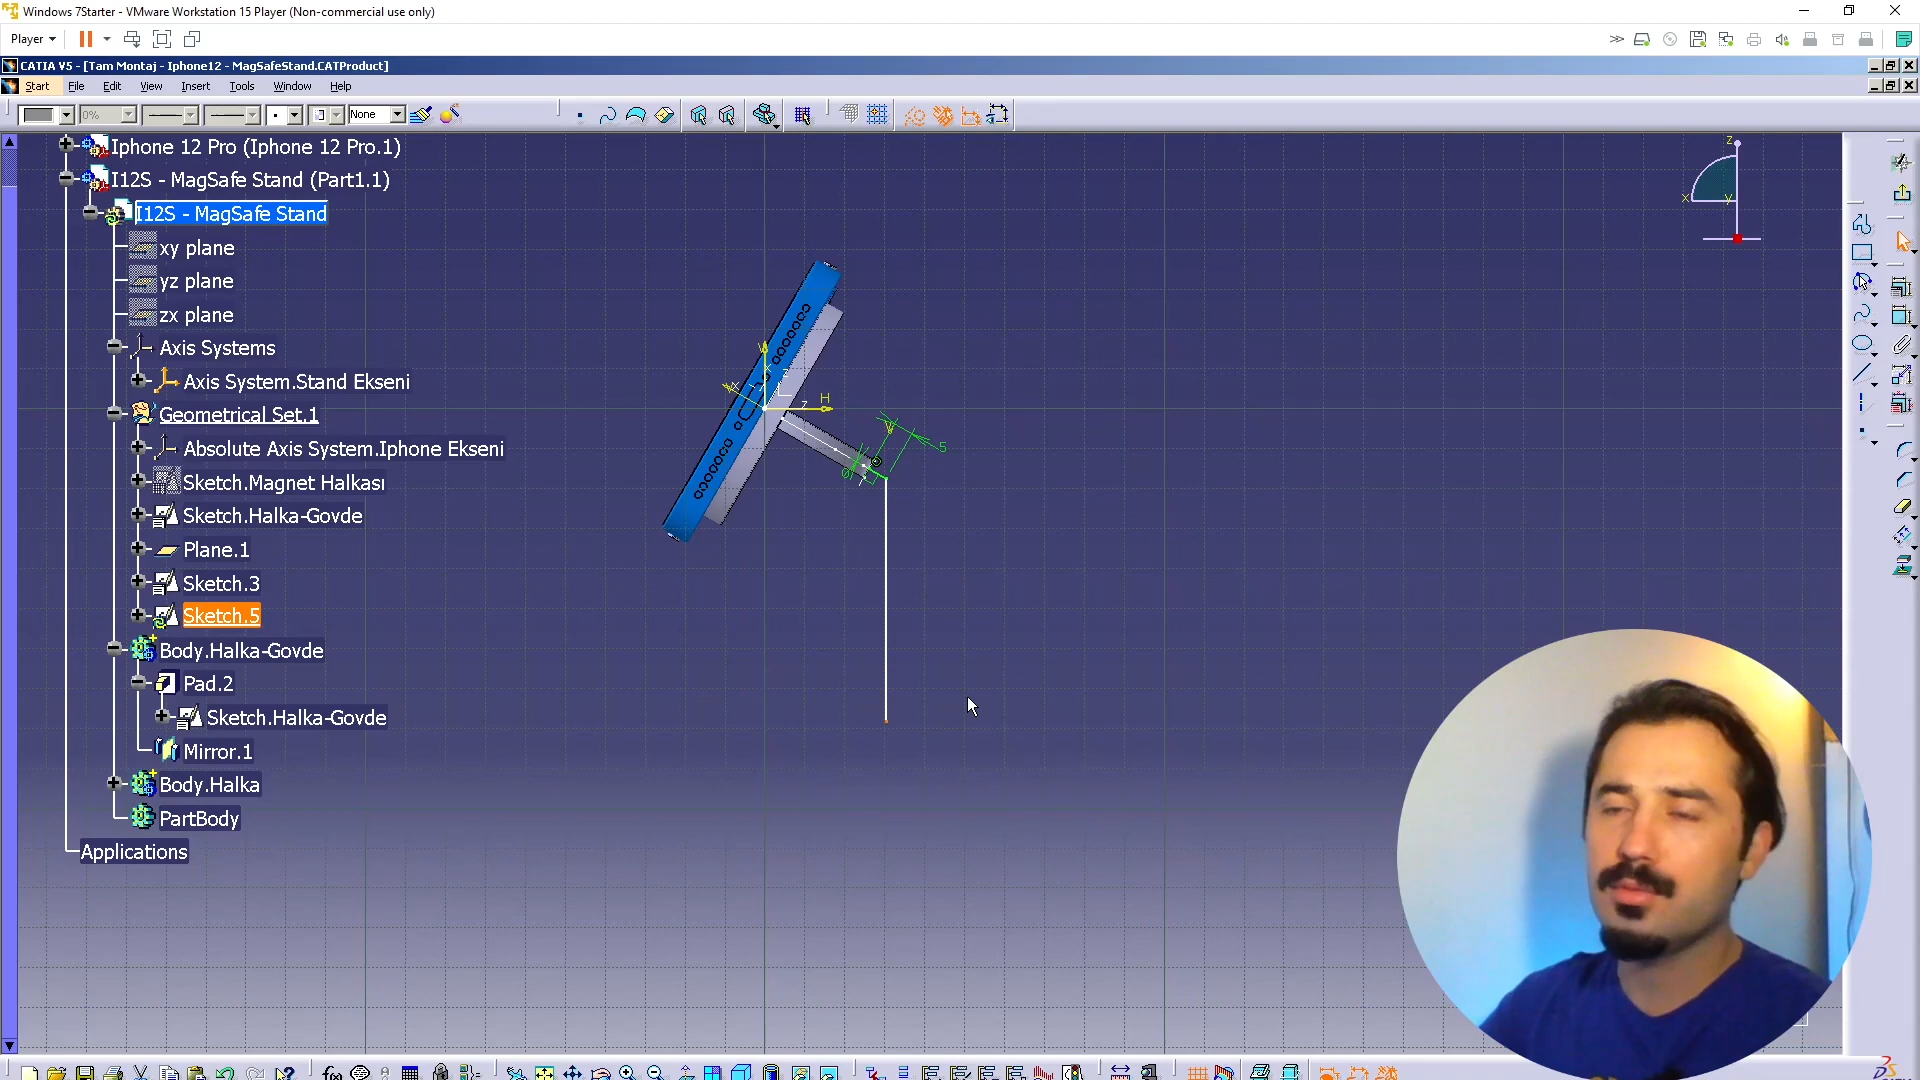 Windows 7Starter - VMware Workstation 15 Player (Non-commercial use only)
Player
CATIA V5 - [Tam Montaj - Iphone12 - MagSafeStand.CATProduct]
Start File Edit View Insert Tools Window Help
0% None
Iphone 12 Pro (Iphone 12 Pro.1)
I12S - MagSafe Stand (Part1.1)
I12S - MagSafe Stand
xy plane
yz plane
zx plane
Axis Systems
Axis System.Stand Ekseni
Geometrical Set.1
Absolute Axis System.Iphone Ekseni
Sketch.Magnet Halkası
Sketch.Halka-Govde
Plane.1
Sketch.3
Sketch.5
Body.Halka-Govde
Pad.2
Sketch.Halka-Govde
Mirror.1
Body.Halka
PartBody
Applications
z
x y
H
V
5